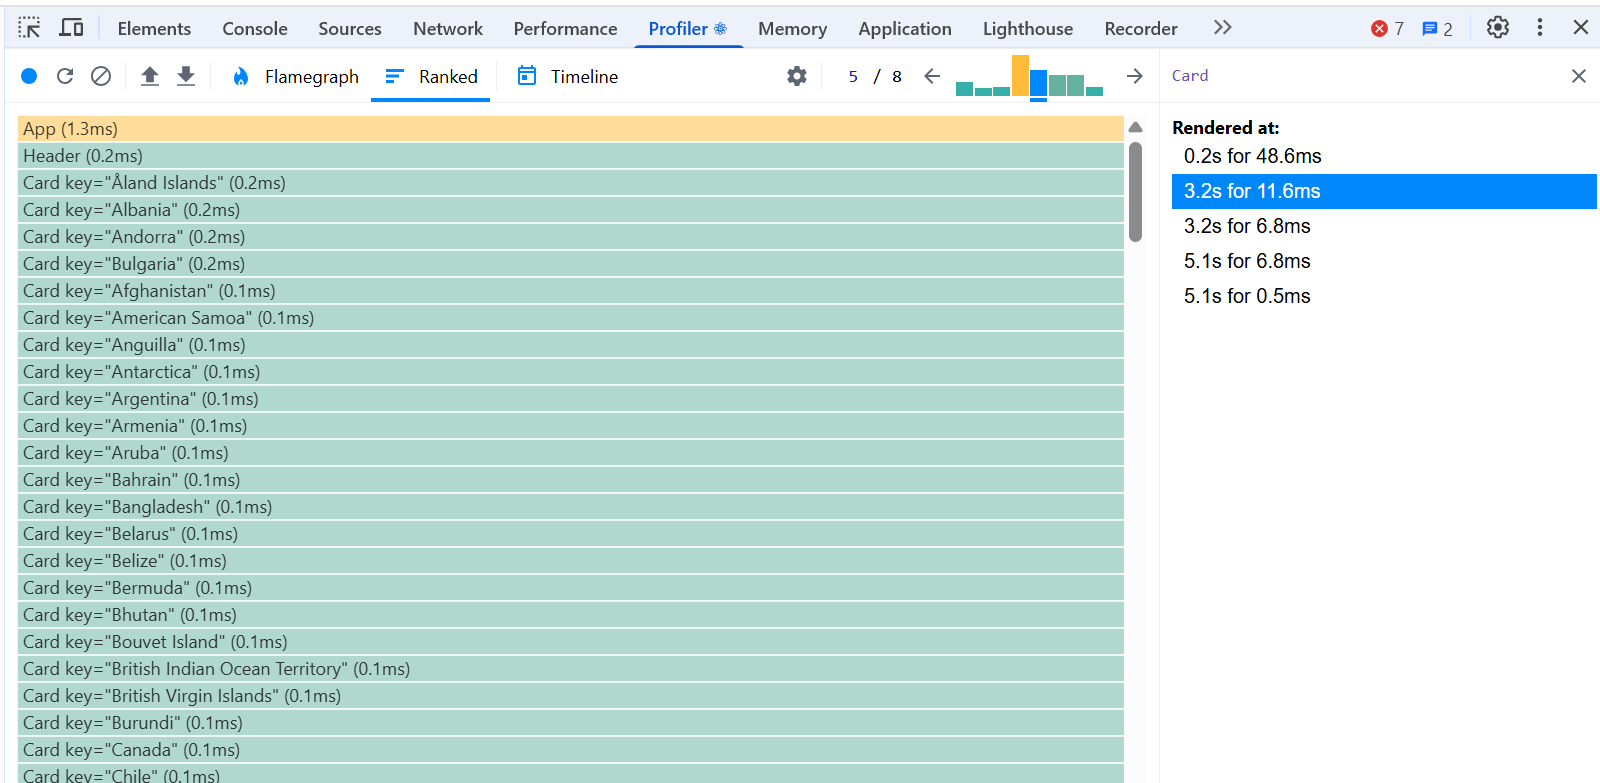 Elements Console Sources Network Performance Profiler Memory Application Lighthouse Recorder 7 2
Flamegraph Ranked Timeline 5 / 8 Card
App (1.3ms)
Header (0.2ms)
Card key="Åland Islands" (0.2ms)
Card key="Albania" (0.2ms)
Card key="Andorra" (0.2ms)
Card key="Bulgaria" (0.2ms)
Card key="Afghanistan" (0.1ms)
Card key="American Samoa" (0.1ms)
Card key="Anguilla" (0.1ms)
Card key="Antarctica" (0.1ms)
Card key="Argentina" (0.1ms)
Card key="Armenia" (0.1ms)
Card key="Aruba" (0.1ms)
Card key="Bahrain" (0.1ms)
Card key="Bangladesh" (0.1ms)
Card key="Belarus" (0.1ms)
Card key="Belize" (0.1ms)
Card key="Bermuda" (0.1ms)
Card key="Bhutan" (0.1ms)
Card key="Bouvet Island" (0.1ms)
Card key="British Indian Ocean Territory" (0.1ms)
Card key="British Virgin Islands" (0.1ms)
Card key="Burundi" (0.1ms)
Card key="Canada" (0.1ms)
Card key="Chile" (0.1ms)
Rendered at:
0.2s for 48.6ms
3.2s for 11.6ms
3.2s for 6.8ms
5.1s for 6.8ms
5.1s for 0.5ms